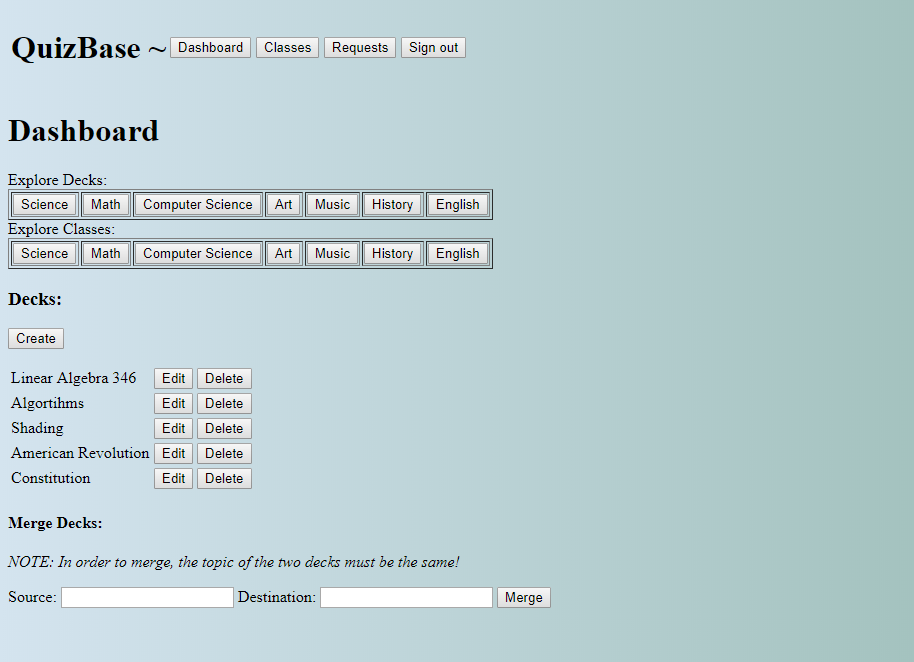 QuizBase ~ Dashboard Classes Requests Sign out
Dashboard
Explore Decks:
Science Math Computer Science Art Music History English
Explore Classes:
Science Math Computer Science Art Music History English
Decks:
Create
Linear Algebra 346 Edit Delete
Algortihms Edit Delete
Shading Edit Delete
American Revolution Edit Delete
Constitution Edit Delete
Merge Decks:
NOTE: In order to merge, the topic of the two decks must be the same!
Source: Destination: Merge